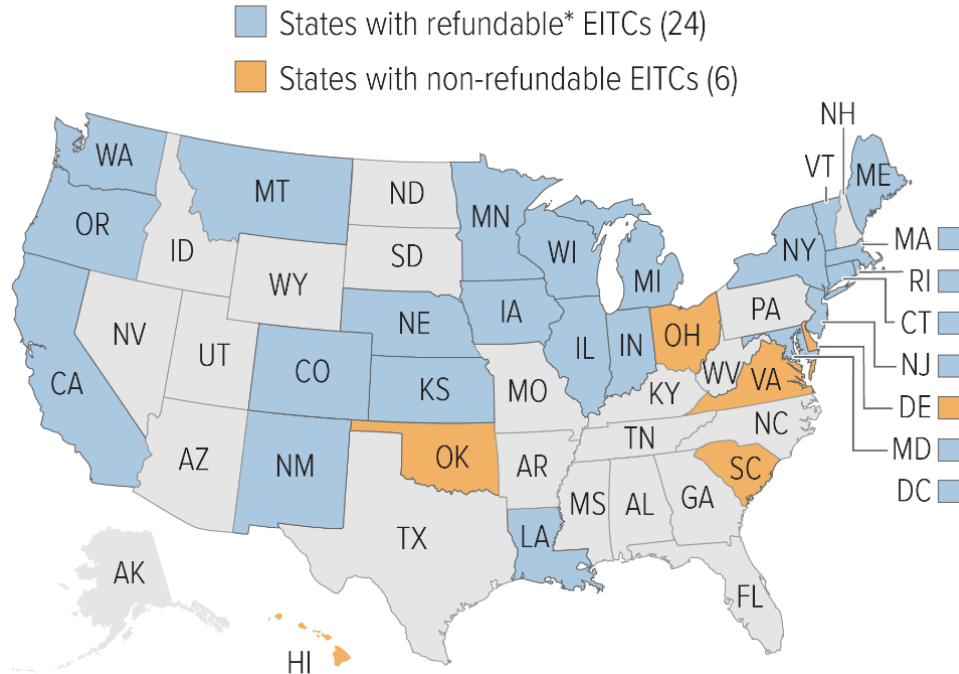 States with refundable* EITCs (24)
States with non-refundable EITCs (6)
NH
VT
ME
WA
MT
ND
MN
OR
ID
SD
WI
MI
NY
MA
WY
RI
IA
NE
PA
CT
NV
UT
CO
IL
IN
OH
NJ
CA
KS
MO
WV
VA
KY
DE
NC
TN
MD
AZ
NM
OK
AR
SC
DC
MS
AL
GA
TX
LA
AK
FL
HI